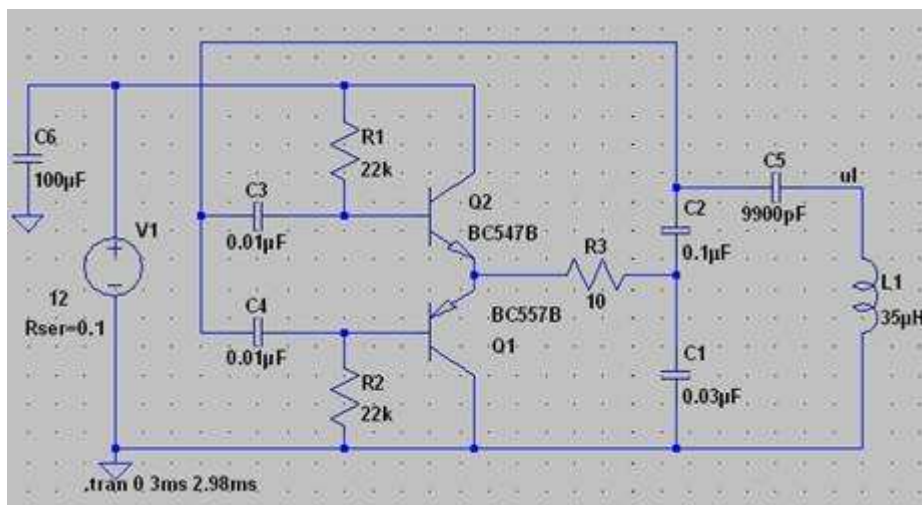 C6
100µF
V1
12
Rser=0.1
R1
22k
C3
0.01µF
Q2
BC547B
C4
0.01µF
BC557B
Q1
R2
22k
R3
10
C2
0.1µF
C5
9900pF
ul
L1
35µH
C1
0.03µF
.tran 0 3ms 2.98ms